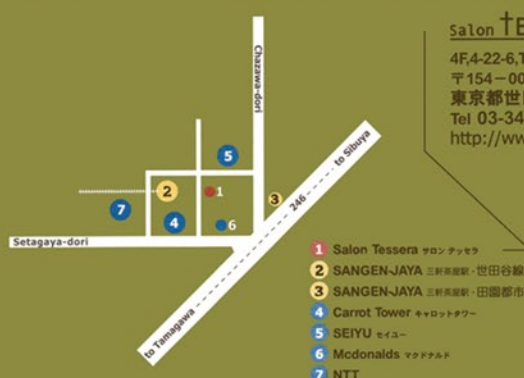 Salon
4F,4-22-6,T
〒154-00
東京都世
Tel 03-34
http://ww
Chazawa-dori
to Sibuya
246
5
3
2
1
7
4
6
Setagaya-dori
to Tamagawa
1 Salon Tessera サロン テッセラ
2 SANGEN-JAYA 三軒茶屋駅・世田谷線
3 SANGEN-JAYA 三軒茶屋駅・田園都市
4 Carrot Tower キャロットタワー
5 SEIYU セイユー
6 Mcdonalds マクドナルド
7 NTT